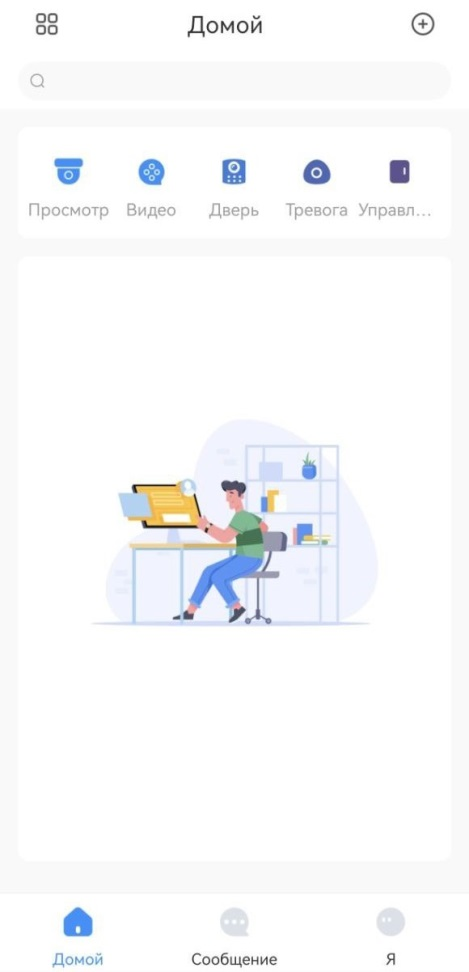 Домой
Просмотр Видео Дверь Тревога Управл...
Домой Сообщение Я